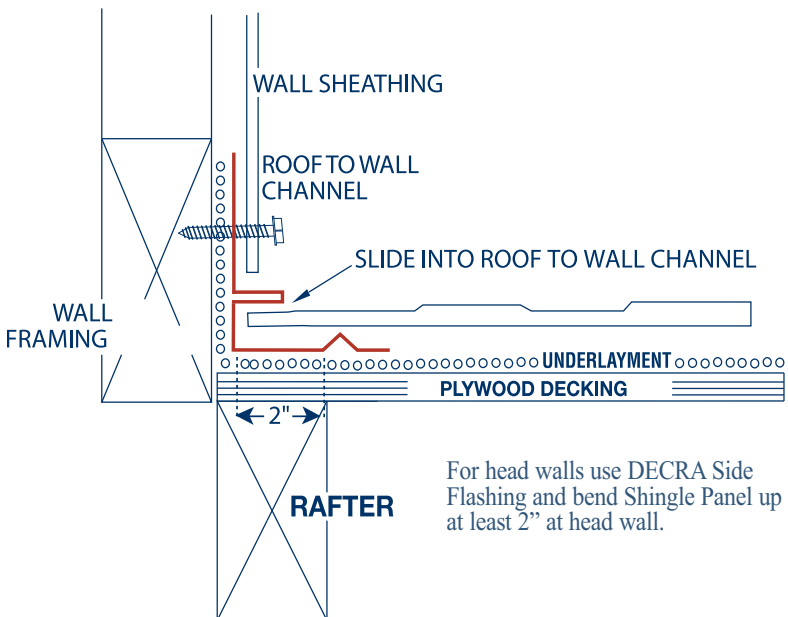 WALL SHEATHING
ROOF TO WALL
CHANNEL
SLIDE INTO ROOF TO WALL CHANNEL
WALL
FRAMING
UNDERLAYMENT
PLYWOOD DECKING
2"
RAFTER
For head walls use DECRA Side
Flashing and bend Shingle Panel up
at least 2” at head wall.